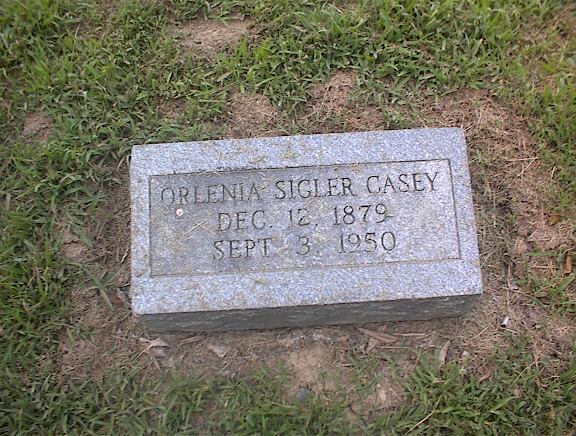 ORLENIA SIGLER CASEY
DEC. 12, 1879
SEPT. 3, 1950